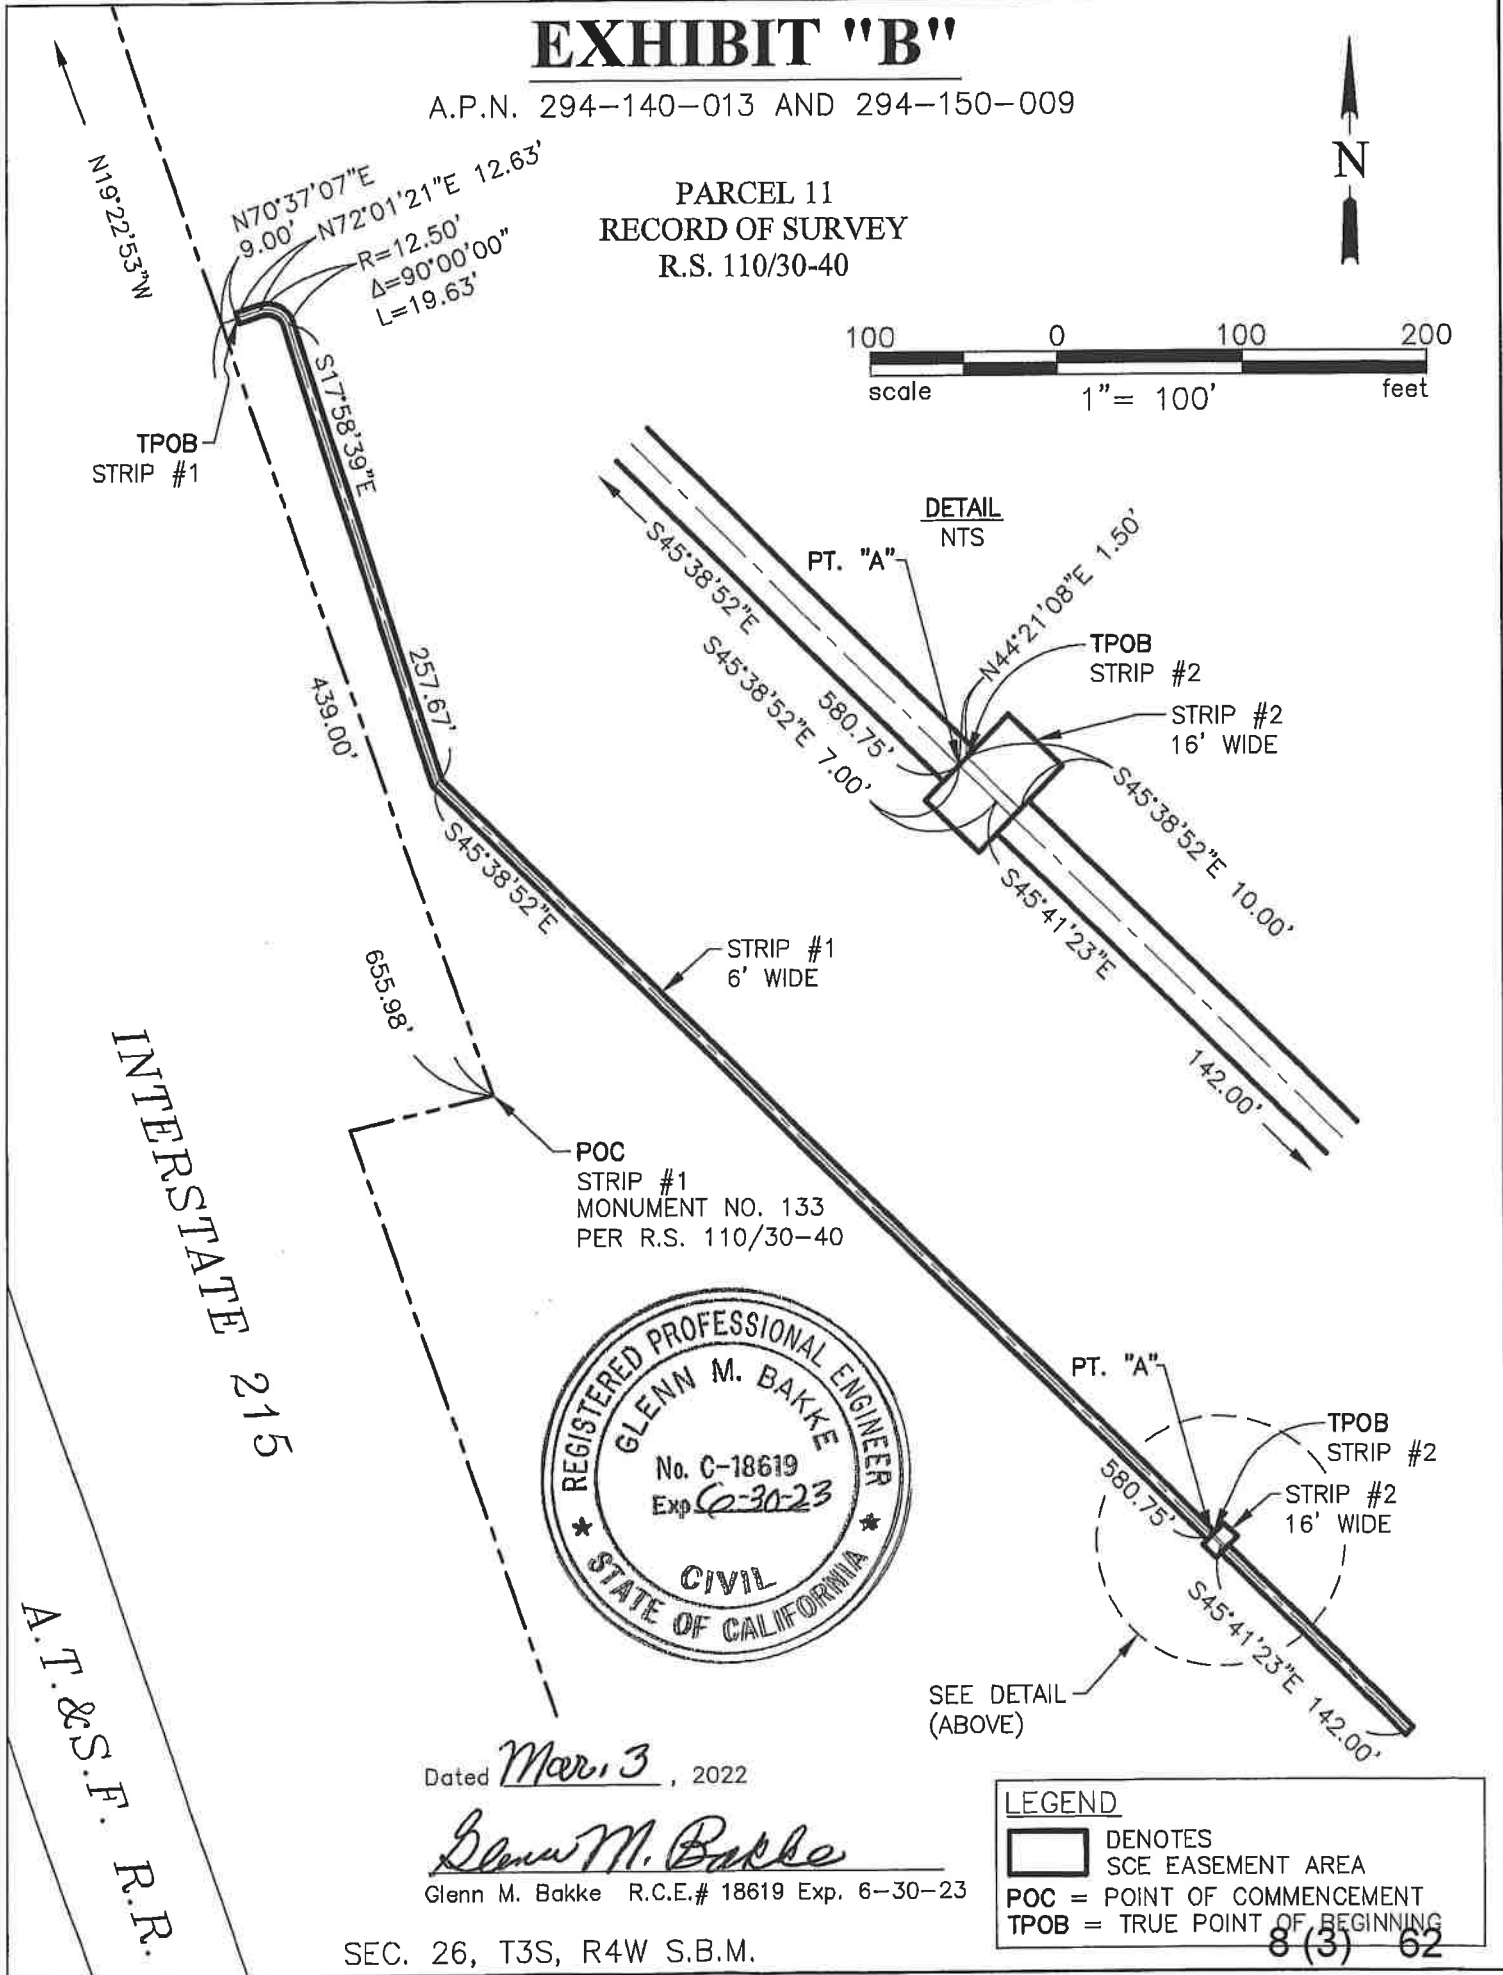 EXHIBIT "B"
A.P.N. 294-140-013 AND 294-150-009
N
PARCEL 11
RECORD OF SURVEY
R.S. 110/30-40
N19°22'53"W
N70°37'07"E
9.00'
N72°01'21"E 12.63'
R=12.50'
Δ=90°00'00"
L=19.63'
100 0 100 200
scale 1"= 100' feet
TPOB
STRIP #1
S17°58'39"E
257.67'
439.00'
655.98'
S45°38'52"E
DETAIL
NTS
PT. "A"
S45°38'52"E
580.75'
S45°38'52"E 7.00'
N44°21'08"E 1.50'
TPOB
STRIP #2
STRIP #2
16' WIDE
S45°38'52"E 10.00'
S45°41'23"E
142.00'
STRIP #1
6' WIDE
POC
STRIP #1
MONUMENT NO. 133
PER R.S. 110/30-40
INTERSTATE 215
A.T.&S.F. R.R.
REGISTERED PROFESSIONAL ENGINEER
GLENN M. BAKKE
No. C-18619
Exp 6-30-23
CIVIL
STATE OF CALIFORNIA
PT. "A"
TPOB
STRIP #2
STRIP #2
16' WIDE
580.75'
S45°41'23"E 142.00'
SEE DETAIL
(ABOVE)
Dated Mar. 3, 2022
Glenn M. Bakke
Glenn M. Bakke R.C.E.# 18619 Exp. 6-30-23
SEC. 26, T3S, R4W S.B.M.
LEGEND
DENOTES
SCE EASEMENT AREA
POC = POINT OF COMMENCEMENT
TPOB = TRUE POINT OF BEGINNING
8 (3) 62